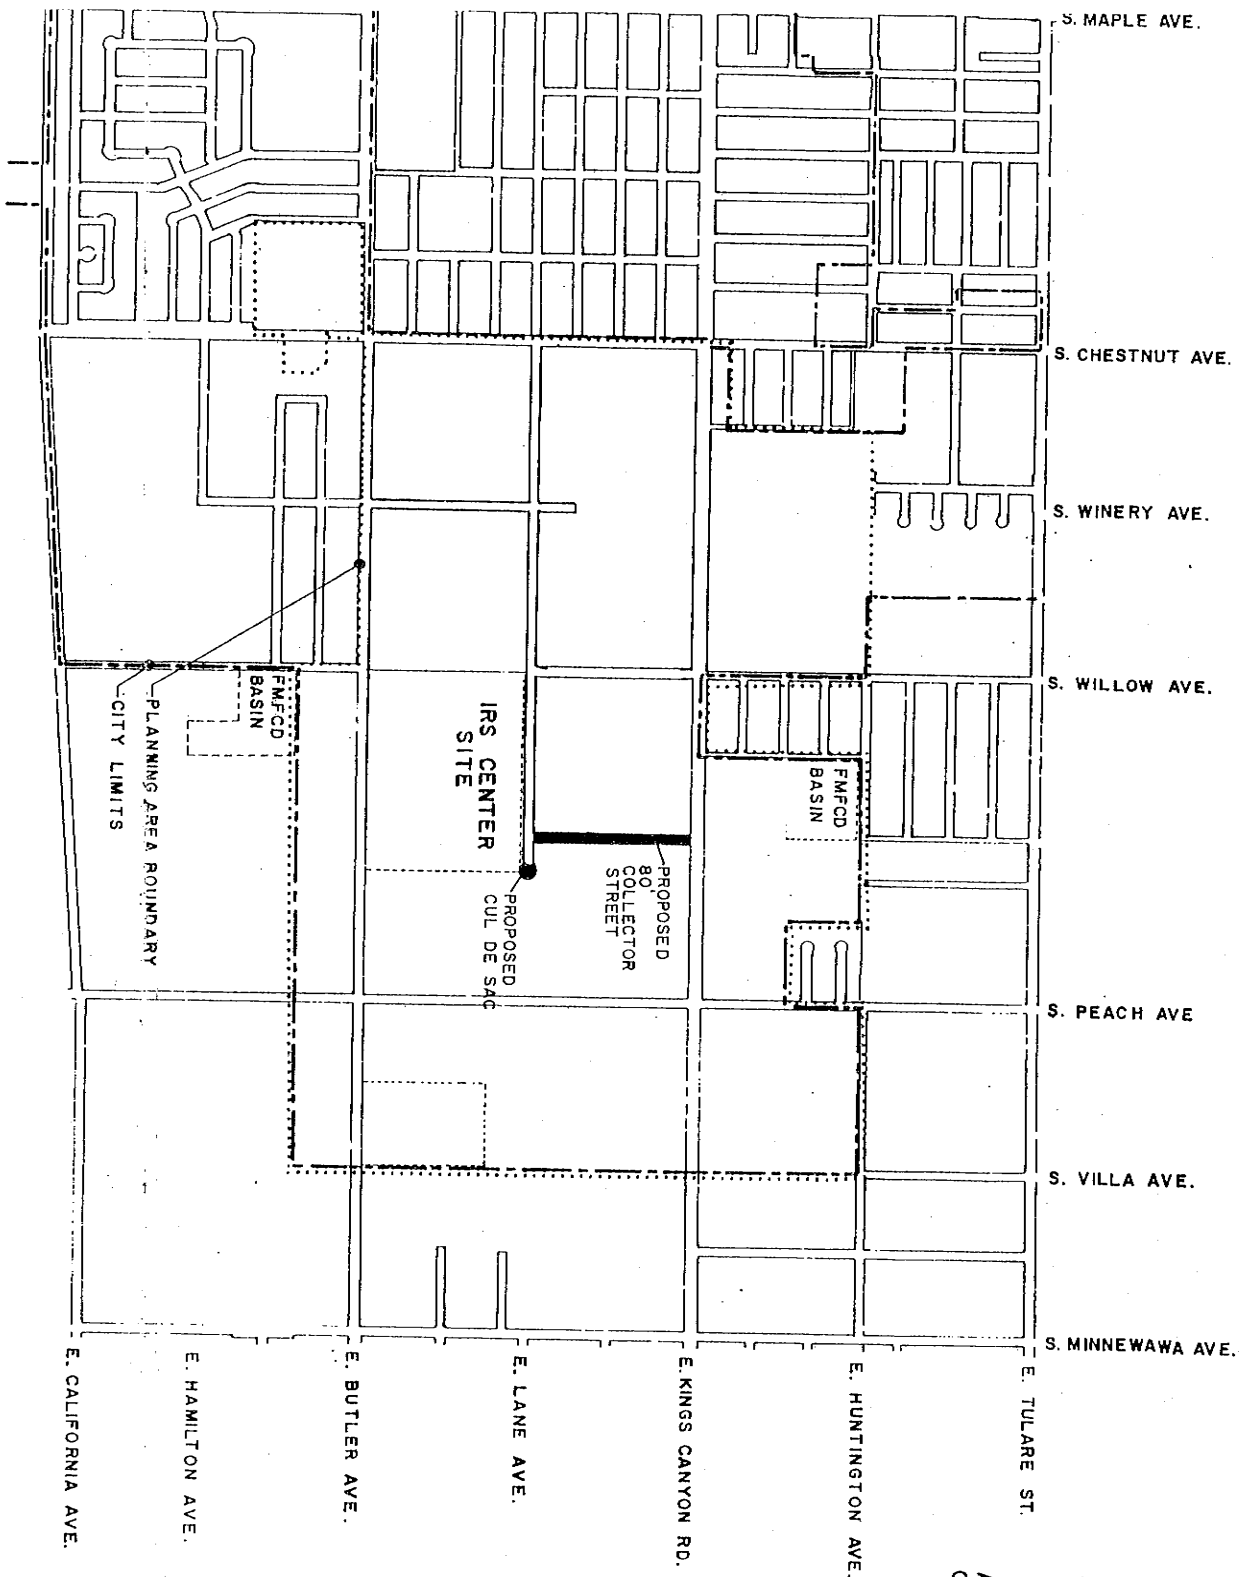 S. MAPLE AVE.
S. CHESTNUT AVE.
S. WINERY AVE.
S. WILLOW AVE.
S. PEACH AVE
S. VILLA AVE.
S. MINNEWAWA AVE.
FMFCD
BASIN
IRS CENTER
SITE
FMFCD
BASIN
PLANNING AREA BOUNDARY
CITY LIMITS
PROPOSED
80'
COLLECTOR
STREET
PROPOSED
CUL DE SAC
E. CALIFORNIA AVE.
E. HAMILTON AVE.
E. BUTLER AVE.
E. LANE AVE.
E. KINGS CANYON RD.
E. HUNTINGTON AVE.
E. TULARE ST.